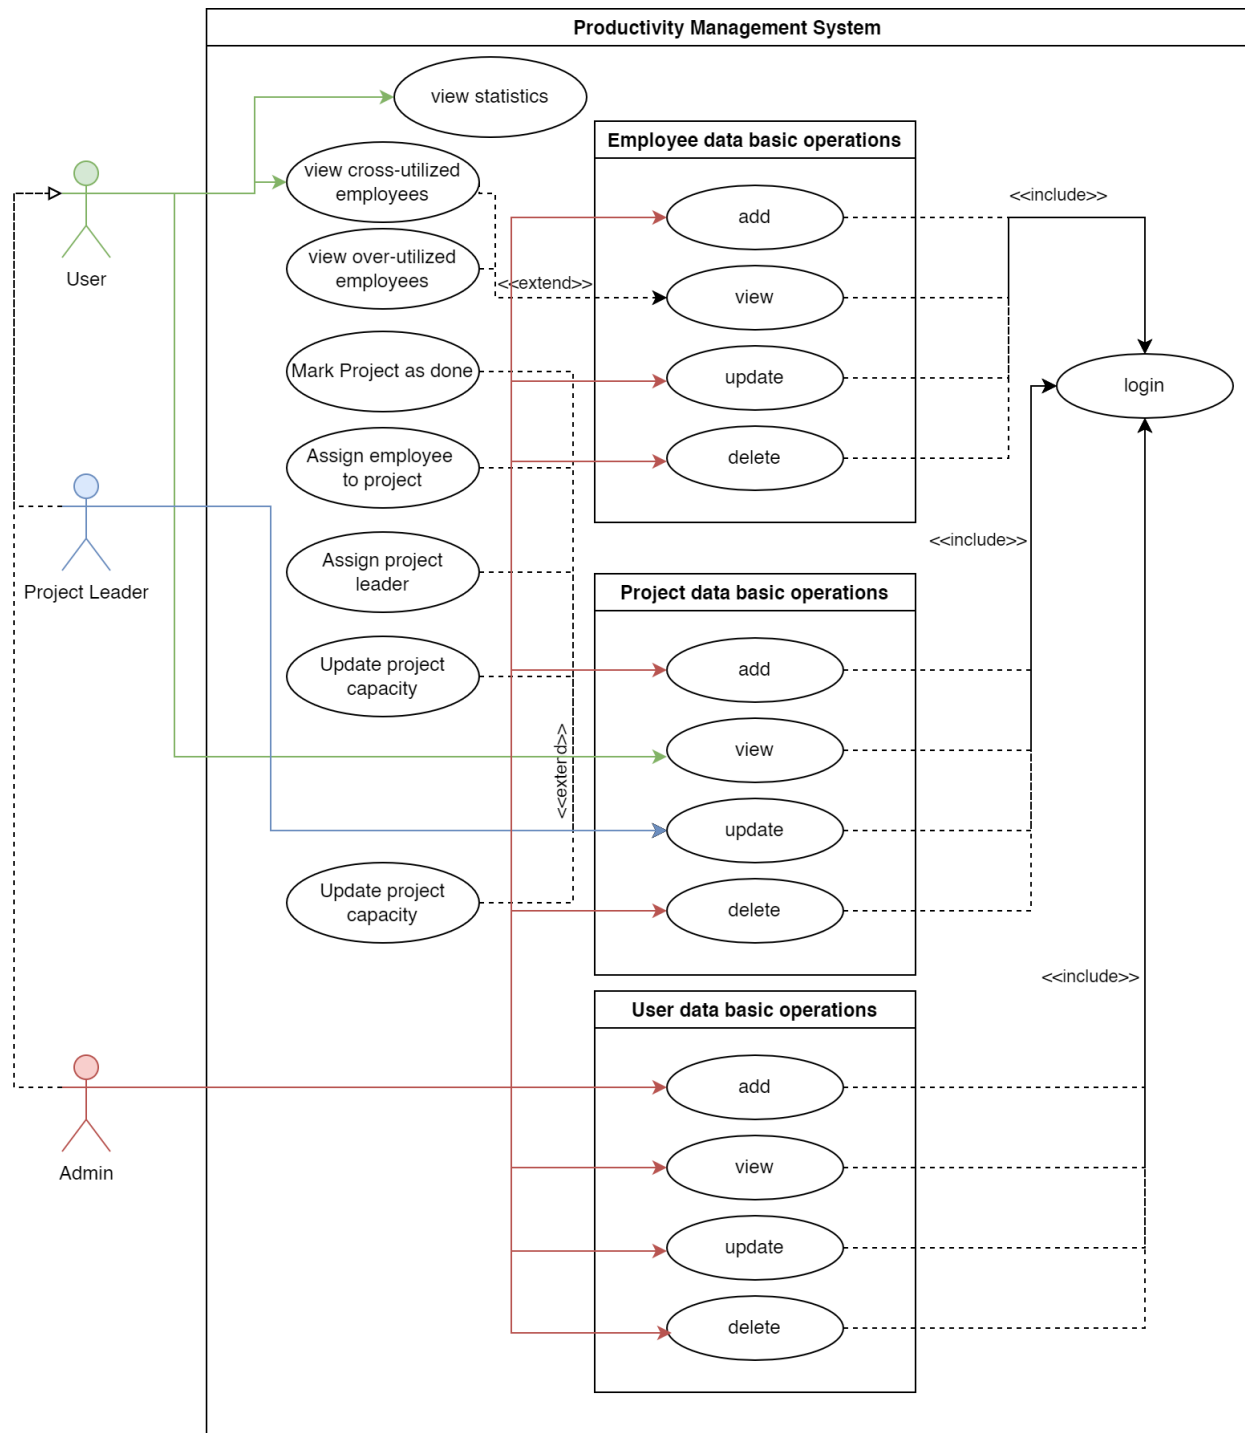 Productivity Management System
view statistics
Employee data basic operations
view cross-utilized
employees
add
<<include>>
User
view over-utilized
employees
<<extend>>
view
Mark Project as done
update
login
Assign employee
to project
delete
<<include>>
Project Leader
Assign project
leader
Project data basic operations
Update project
capacity
add
<<extend>>
view
update
Update project
capacity
delete
<<include>>
User data basic operations
add
Admin
view
update
delete